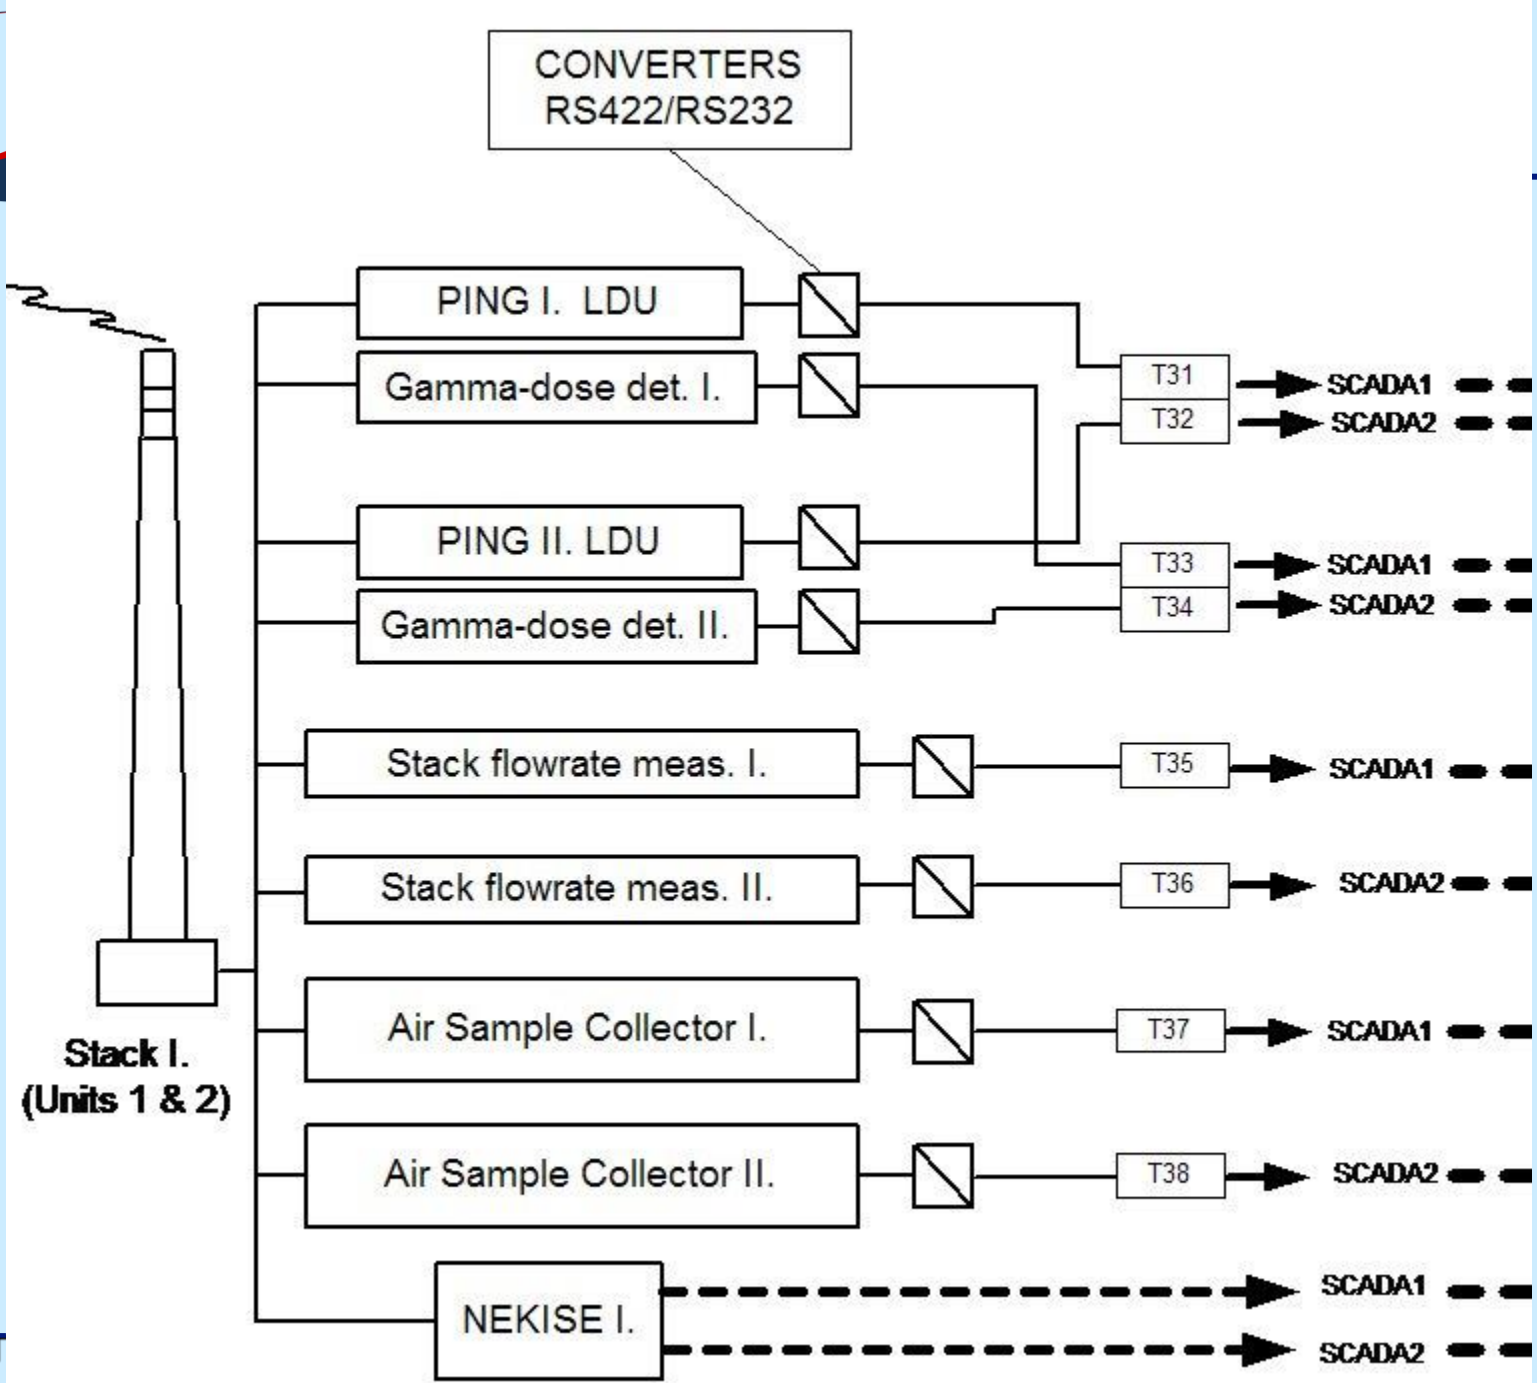 CONVERTERS
RS422/RS232
PING I. LDU
Gamma-dose det. I.
T31
SCADA1
T32
SCADA2
PING II. LDU
Gamma-dose det. II.
T33
SCADA1
T34
SCADA2
Stack flowrate meas. I.
T35
SCADA1
Stack flowrate meas. II.
T36
SCADA2
Air Sample Collector I.
T37
SCADA1
Stack I.
(Units 1 & 2)
Air Sample Collector II.
T38
SCADA2
NEKISE I.
SCADA1
SCADA2